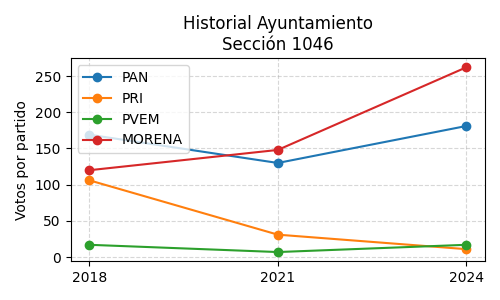 Historial Ayuntamiento
Sección 1046
Votos por partido
250
200
150
100
50
0
PAN
PRI
PVEM
MORENA
2018
2021
2024